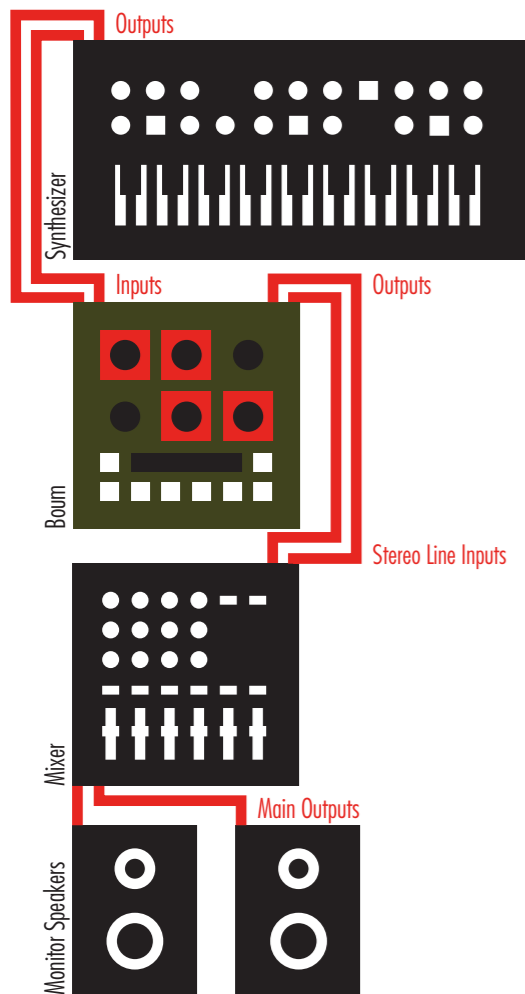 Outputs
Synthesizer
Inputs
Outputs
Boum
Stereo Line Inputs
Mixer
Main Outputs
Monitor Speakers